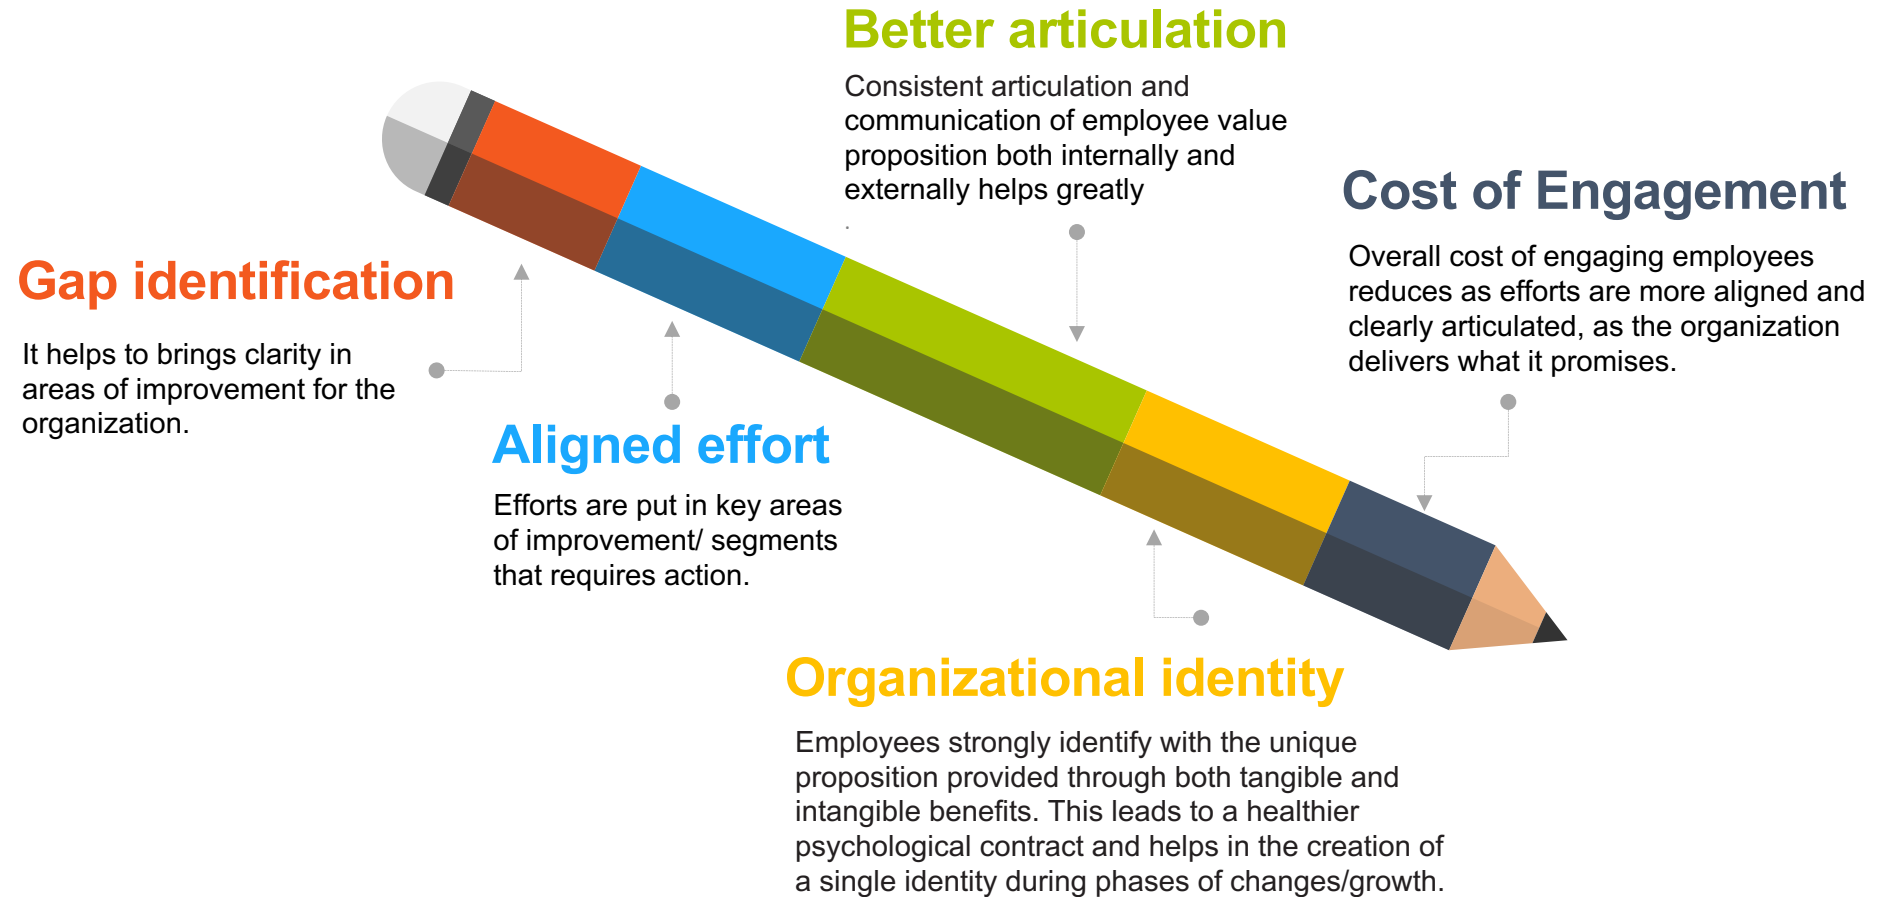 Better articulation
Consistent articulation and
communication of employee value
proposition both internally and
externally helps greatly
.
Cost of Engagement
Overall cost of engaging employees
reduces as efforts are more aligned and
clearly articulated, as the organization
delivers what it promises.
Gap identification
It helps to brings clarity in
areas of improvement for the
organization.
Aligned effort
Efforts are put in key areas
of improvement/ segments
that requires action.
Organizational identity
Employees strongly identify with the unique
proposition provided through both tangible and
intangible benefits. This leads to a healthier
psychological contract and helps in the creation of
a single identity during phases of changes/growth.